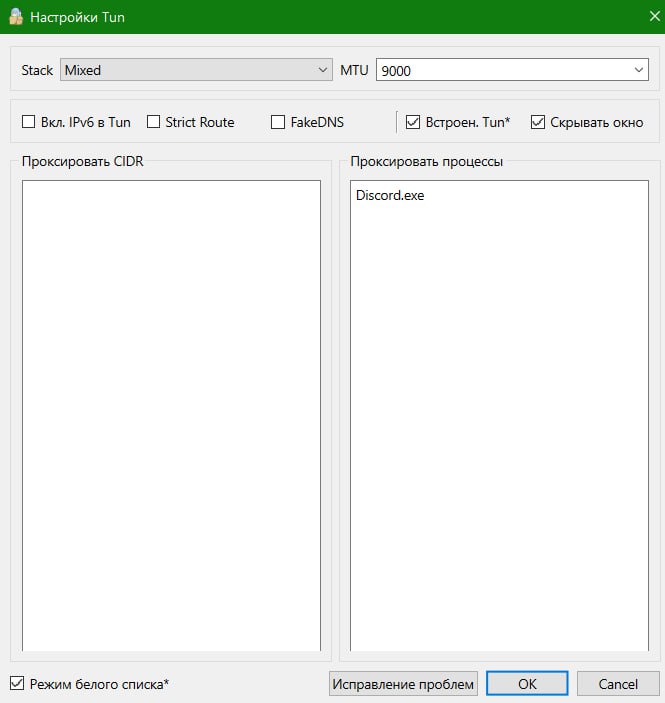 Настройки Tun
Stack Mixed MTU 9000
Вкл. IPv6 в Tun Strict Route FakeDNS Встроен. Tun* Скрывать окно
Проксировать CIDR Проксировать процессы
Discord.exe
Режим белого списка* Исправление проблем OK Cancel